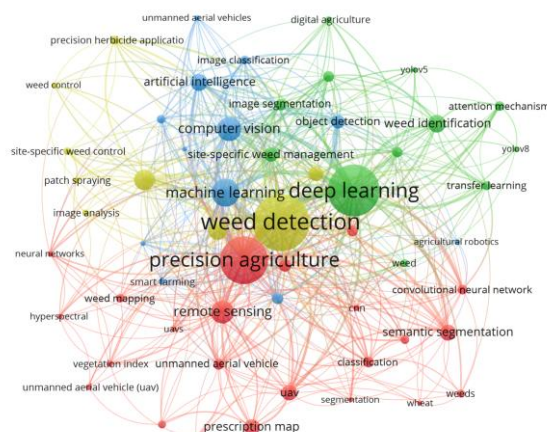 unmanned aerial vehicles
digital agriculture
precision herbicide applicatio
image classification
yolov5
artificial intelligence
weed control
image segmentation
attention mechanism
computer vision
object detection
weed identification
site-specific weed control
site-specific weed management
yolov8
patch spraying
machine learning
deep learning
transfer learning
image analysis
weed detection
agricultural robotics
neural networks
precision agriculture
weed
smart farming
convolutional neural network
weed mapping
hyperspectral
remote sensing
cnn
uavs
semantic segmentation
vegetation index
unmanned aerial vehicle
classification
unmanned aerial vehicle (uav)
uav
segmentation
wheat
weeds
prescription map